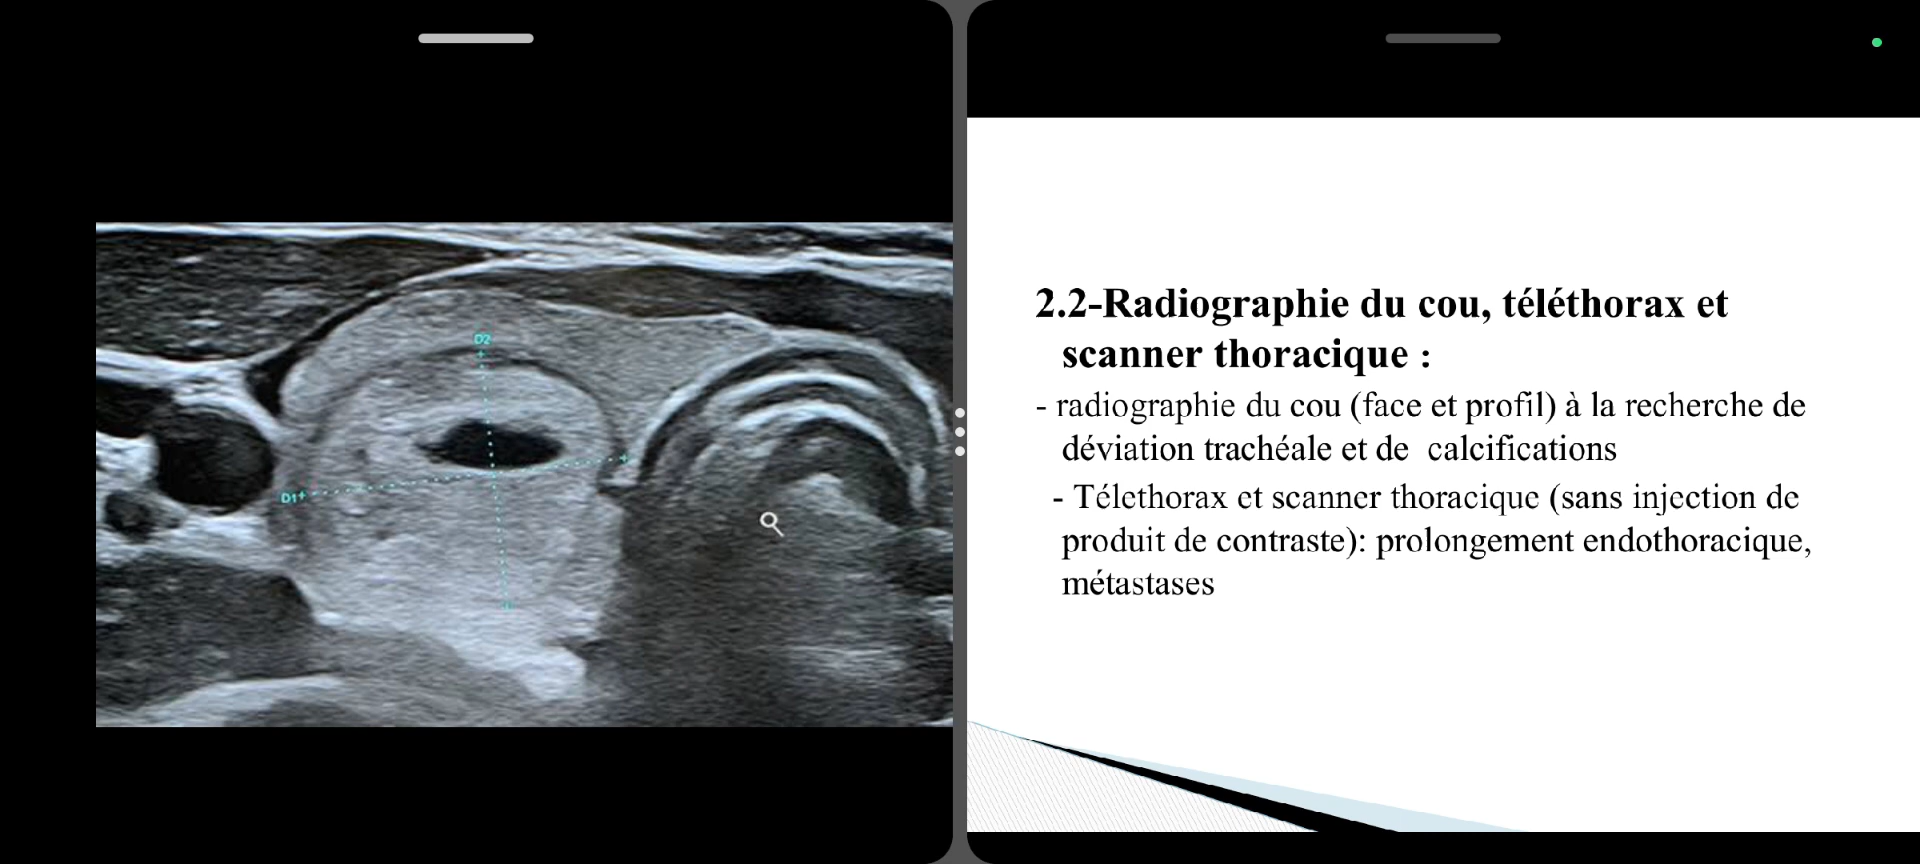 D2
D1
2.2-Radiographie du cou, téléthorax et
scanner thoracique :
- radiographie du cou (face et profil) à la recherche de
déviation trachéale et de calcifications
- Télethorax et scanner thoracique (sans injection de
produit de contraste): prolongement endothoracique,
métastases